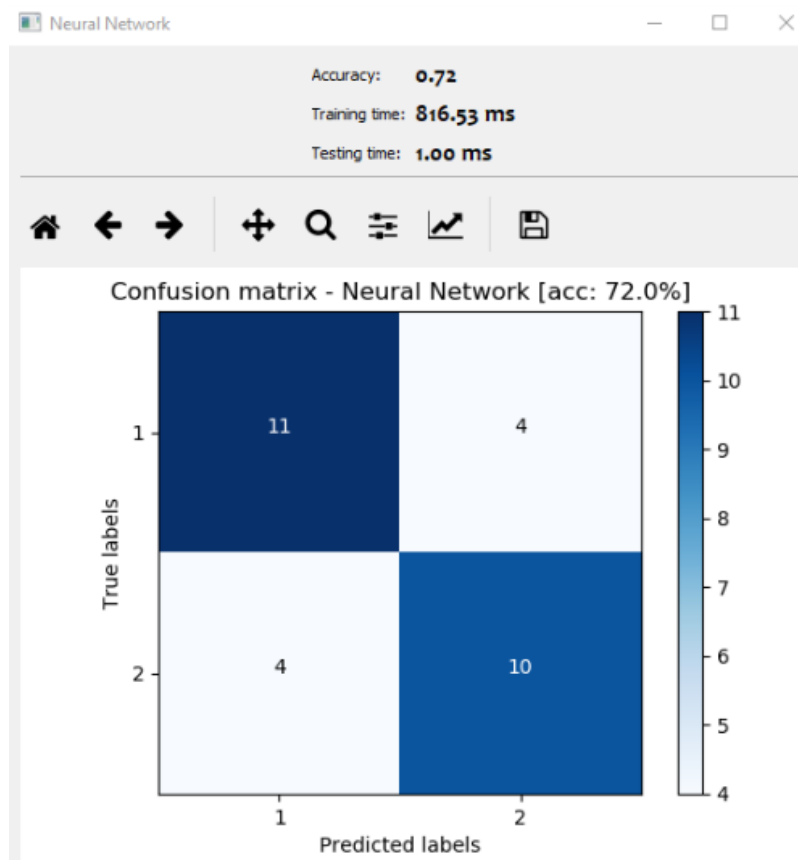 Neural Network
Accuracy: 0.72
Training time: 816.53 ms
Testing time: 1.00 ms
Confusion matrix - Neural Network [acc: 72.0%]
11
10
9
8
7
6
5
4
True labels
1
11 4
2
4 10
1 2
Predicted labels